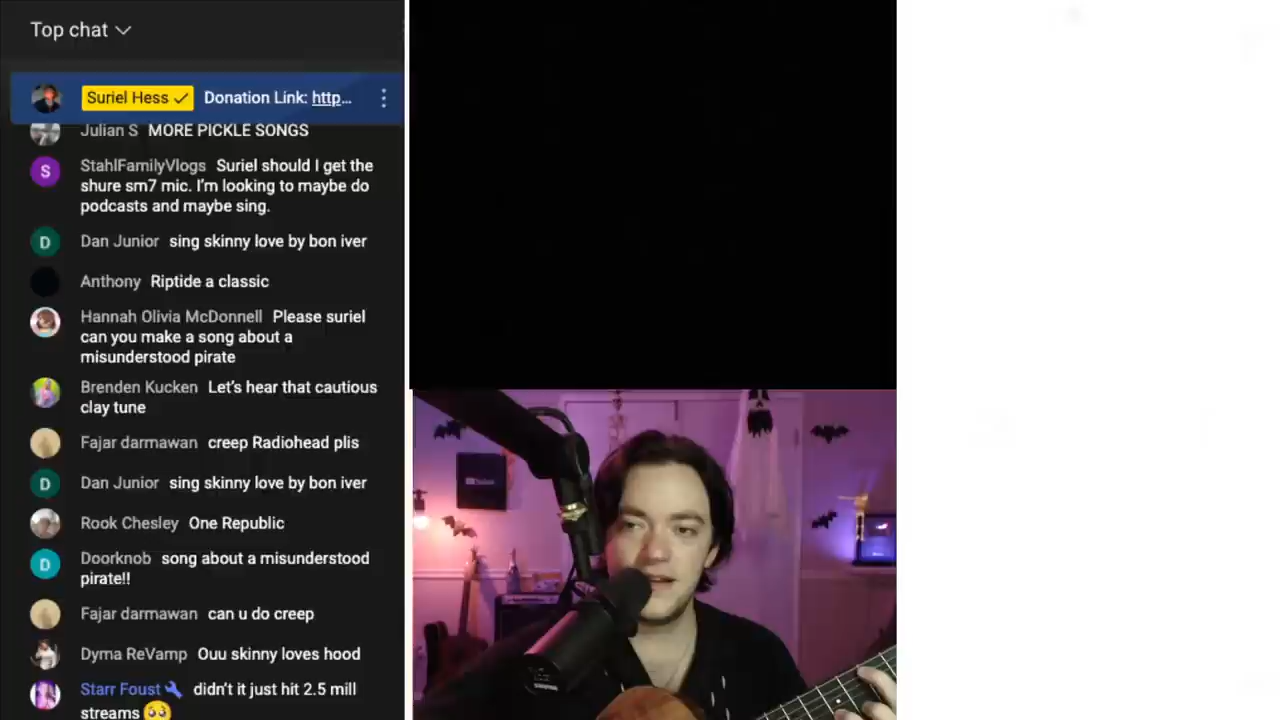 Top chat
Suriel Hess Donation Link: http...
Julian S MORE PICKLE SONGS
StahlFamilyVlogs Suriel should I get the
shure sm7 mic. I'm looking to maybe do
podcasts and maybe sing.
Dan Junior sing skinny love by bon iver
Anthony Riptide a classic
Hannah Olivia McDonnell Please suriel
can you make a song about a
misunderstood pirate
Brenden Kucken Let's hear that cautious
clay tune
Fajar darmawan creep Radiohead plis
Dan Junior sing skinny love by bon iver
Rook Chesley One Republic
Doorknob song about a misunderstood
pirate!!
Fajar darmawan can u do creep
Dyma ReVamp Ouu skinny loves hood
Starr Foust didn't it just hit 2.5 mill
streams
S
D
D
D